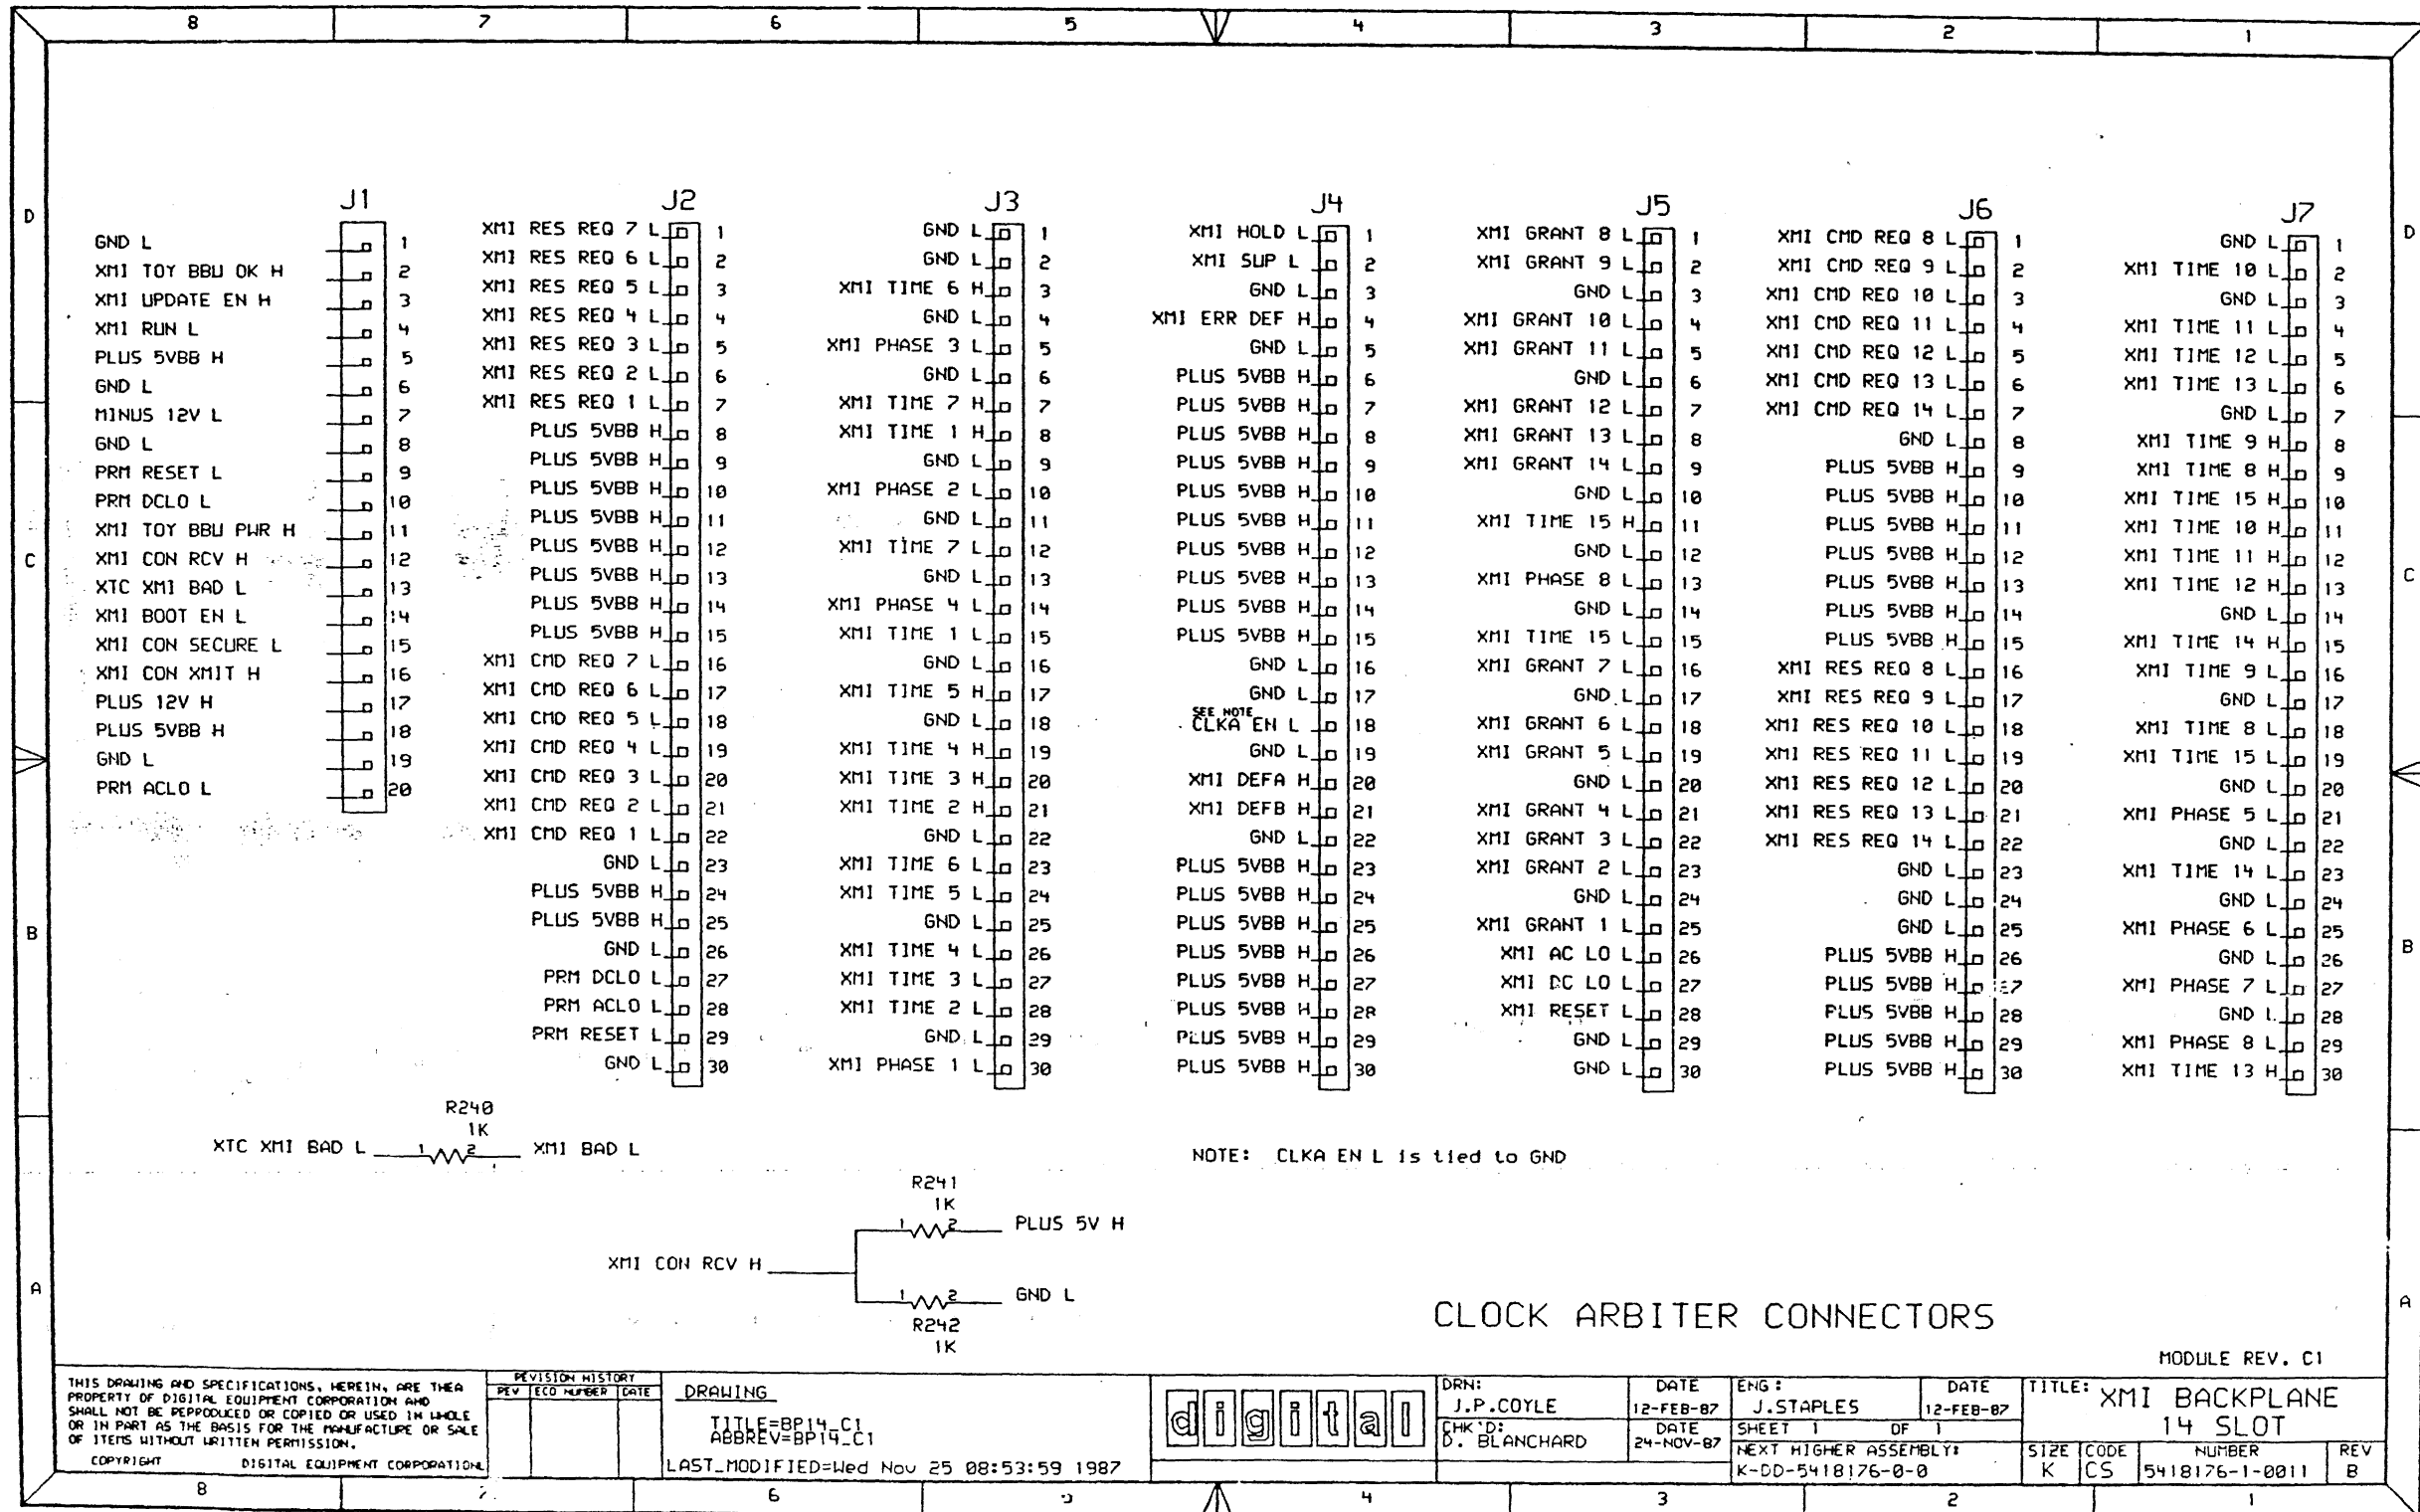 8 7 6 5 4 3 2 1
D
C
B
A
J1
GND L 1
XMI TOY BBU OK H 2
XMI UPDATE EN H 3
XMI RUN L 4
PLUS 5VBB H 5
GND L 6
MINUS 12V L 7
GND L 8
PRM RESET L 9
PRM DCLO L 10
XMI TOY BBU PWR H 11
XMI CON RCV H 12
XTC XMI BAD L 13
XMI BOOT EN L 14
XMI CON SECURE L 15
XMI CON XMIT H 16
PLUS 12V H 17
PLUS 5VBB H 18
GND L 19
PRM ACLO L 20
J2
XMI RES REQ 7 L 1
XMI RES REQ 6 L 2
XMI RES REQ 5 L 3
XMI RES REQ 4 L 4
XMI RES REQ 3 L 5
XMI RES REQ 2 L 6
XMI RES REQ 1 L 7
PLUS 5VBB H 8
PLUS 5VBB H 9
PLUS 5VBB H 10
PLUS 5VBB H 11
PLUS 5VBB H 12
PLUS 5VBB H 13
PLUS 5VBB H 14
PLUS 5VBB H 15
XMI CMD REQ 7 L 16
XMI CMD REQ 6 L 17
XMI CMD REQ 5 L 18
XMI CMD REQ 4 L 19
XMI CMD REQ 3 L 20
XMI CMD REQ 2 L 21
XMI CMD REQ 1 L 22
GND L 23
PLUS 5VBB H 24
PLUS 5VBB H 25
GND L 26
PRM DCLO L 27
PRM ACLO L 28
PRM RESET L 29
GND L 30
J3
GND L 1
GND L 2
XMI TIME 6 H 3
GND L 4
XMI PHASE 3 L 5
GND L 6
XMI TIME 7 H 7
XMI TIME 1 H 8
GND L 9
XMI PHASE 2 L 10
GND L 11
XMI TIME 7 L 12
GND L 13
XMI PHASE 4 L 14
XMI TIME 1 L 15
GND L 16
XMI TIME 5 H 17
GND L 18
XMI TIME 4 H 19
XMI TIME 3 H 20
XMI TIME 2 H 21
GND L 22
XMI TIME 6 L 23
XMI TIME 5 L 24
GND L 25
XMI TIME 4 L 26
XMI TIME 3 L 27
XMI TIME 2 L 28
GND L 29
XMI PHASE 1 L 30
J4
XMI HOLD L 1
XMI SUP L 2
GND L 3
XMI ERR DEF H 4
GND L 5
PLUS 5VBB H 6
PLUS 5VBB H 7
PLUS 5VBB H 8
PLUS 5VBB H 9
PLUS 5VBB H 10
PLUS 5VBB H 11
PLUS 5VBB H 12
PLUS 5VBB H 13
PLUS 5VBB H 14
PLUS 5VBB H 15
GND L 16
GND L 17
SEE NOTE
CLKA EN L 18
GND L 19
XMI DEFA H 20
XMI DEFB H 21
GND L 22
PLUS 5VBB H 23
PLUS 5VBB H 24
PLUS 5VBB H 25
PLUS 5VBB H 26
PLUS 5VBB H 27
PLUS 5VBB H 28
PLUS 5VBB H 29
PLUS 5VBB H 30
J5
XMI GRANT 8 L 1
XMI GRANT 9 L 2
GND L 3
XMI GRANT 10 L 4
XMI GRANT 11 L 5
GND L 6
XMI GRANT 12 L 7
XMI GRANT 13 L 8
XMI GRANT 14 L 9
GND L 10
XMI TIME 15 H 11
GND L 12
XMI PHASE 8 L 13
GND L 14
XMI TIME 15 L 15
XMI GRANT 7 L 16
GND L 17
XMI GRANT 6 L 18
XMI GRANT 5 L 19
GND L 20
XMI GRANT 4 L 21
XMI GRANT 3 L 22
XMI GRANT 2 L 23
GND L 24
XMI GRANT 1 L 25
XMI AC LO L 26
XMI DC LO L 27
XMI RESET L 28
GND L 29
GND L 30
J6
XMI CMD REQ 8 L 1
XMI CMD REQ 9 L 2
XMI CMD REQ 10 L 3
XMI CMD REQ 11 L 4
XMI CMD REQ 12 L 5
XMI CMD REQ 13 L 6
XMI CMD REQ 14 L 7
GND L 8
PLUS 5VBB H 9
PLUS 5VBB H 10
PLUS 5VBB H 11
PLUS 5VBB H 12
PLUS 5VBB H 13
PLUS 5VBB H 14
PLUS 5VBB H 15
XMI RES REQ 8 L 16
XMI RES REQ 9 L 17
XMI RES REQ 10 L 18
XMI RES REQ 11 L 19
XMI RES REQ 12 L 20
XMI RES REQ 13 L 21
XMI RES REQ 14 L 22
GND L 23
GND L 24
GND L 25
PLUS 5VBB H 26
PLUS 5VBB H 27
PLUS 5VBB H 28
PLUS 5VBB H 29
PLUS 5VBB H 30
J7
GND L 1
XMI TIME 10 L 2
GND L 3
XMI TIME 11 L 4
XMI TIME 12 L 5
XMI TIME 13 L 6
GND L 7
XMI TIME 9 H 8
XMI TIME 8 H 9
XMI TIME 15 H 10
XMI TIME 10 H 11
XMI TIME 11 H 12
XMI TIME 12 H 13
GND L 14
XMI TIME 14 H 15
XMI TIME 9 L 16
GND L 17
XMI TIME 8 L 18
XMI TIME 15 L 19
GND L 20
XMI PHASE 5 L 21
GND L 22
XMI TIME 14 L 23
GND L 24
XMI PHASE 6 L 25
GND L 26
XMI PHASE 7 L 27
GND L 28
XMI PHASE 8 L 29
XMI TIME 13 H 30
D
C
B
A
R240
1K
XTC XMI BAD L 1 2 XMI BAD L
NOTE: CLKA EN L is tied to GND
R241
1K
1 2 PLUS 5V H
XMI CON RCV H
1 2 GND L
R242
1K
CLOCK ARBITER CONNECTORS
MODULE REV. C1
THIS DRAWING AND SPECIFICATIONS, HEREIN, ARE THEA
PROPERTY OF DIGITAL EQUIPMENT CORPORATION AND
SHALL NOT BE REPRODUCED OR COPIED OR USED IN WHOLE
OR IN PART AS THE BASIS FOR THE MANUFACTURE OR SALE
OF ITEMS WITHOUT WRITTEN PERMISSION.
COPYRIGHT DIGITAL EQUIPMENT CORPORATION
REVISION HISTORY
REV ECO NUMBER DATE
DRAWING
TITLE=BP14_C1
ABBREV=BP14_C1
LAST_MODIFIED=Wed Nov 25 08:53:59 1987
digital
DRN: DATE
J.P.COYLE 12-FEB-87
CHK'D: DATE
D. BLANCHARD 24-NOV-87
ENG: DATE
J.STAPLES 12-FEB-87
SHEET 1 OF 1
NEXT HIGHER ASSEMBLY:
K-DD-5418176-0-0
TITLE: XMI BACKPLANE
14 SLOT
SIZE CODE NUMBER REV
K CS 5418176-1-0011 B
8 6 4 3 2 1